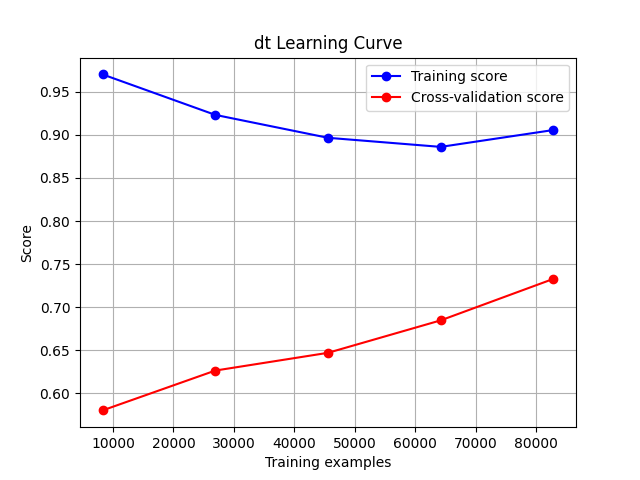 dt Learning Curve
Training score
Cross-validation score
0.95
0.90
0.85
0.80
0.75
0.70
0.65
0.60
Score
10000 20000 30000 40000 50000 60000 70000 80000
Training examples